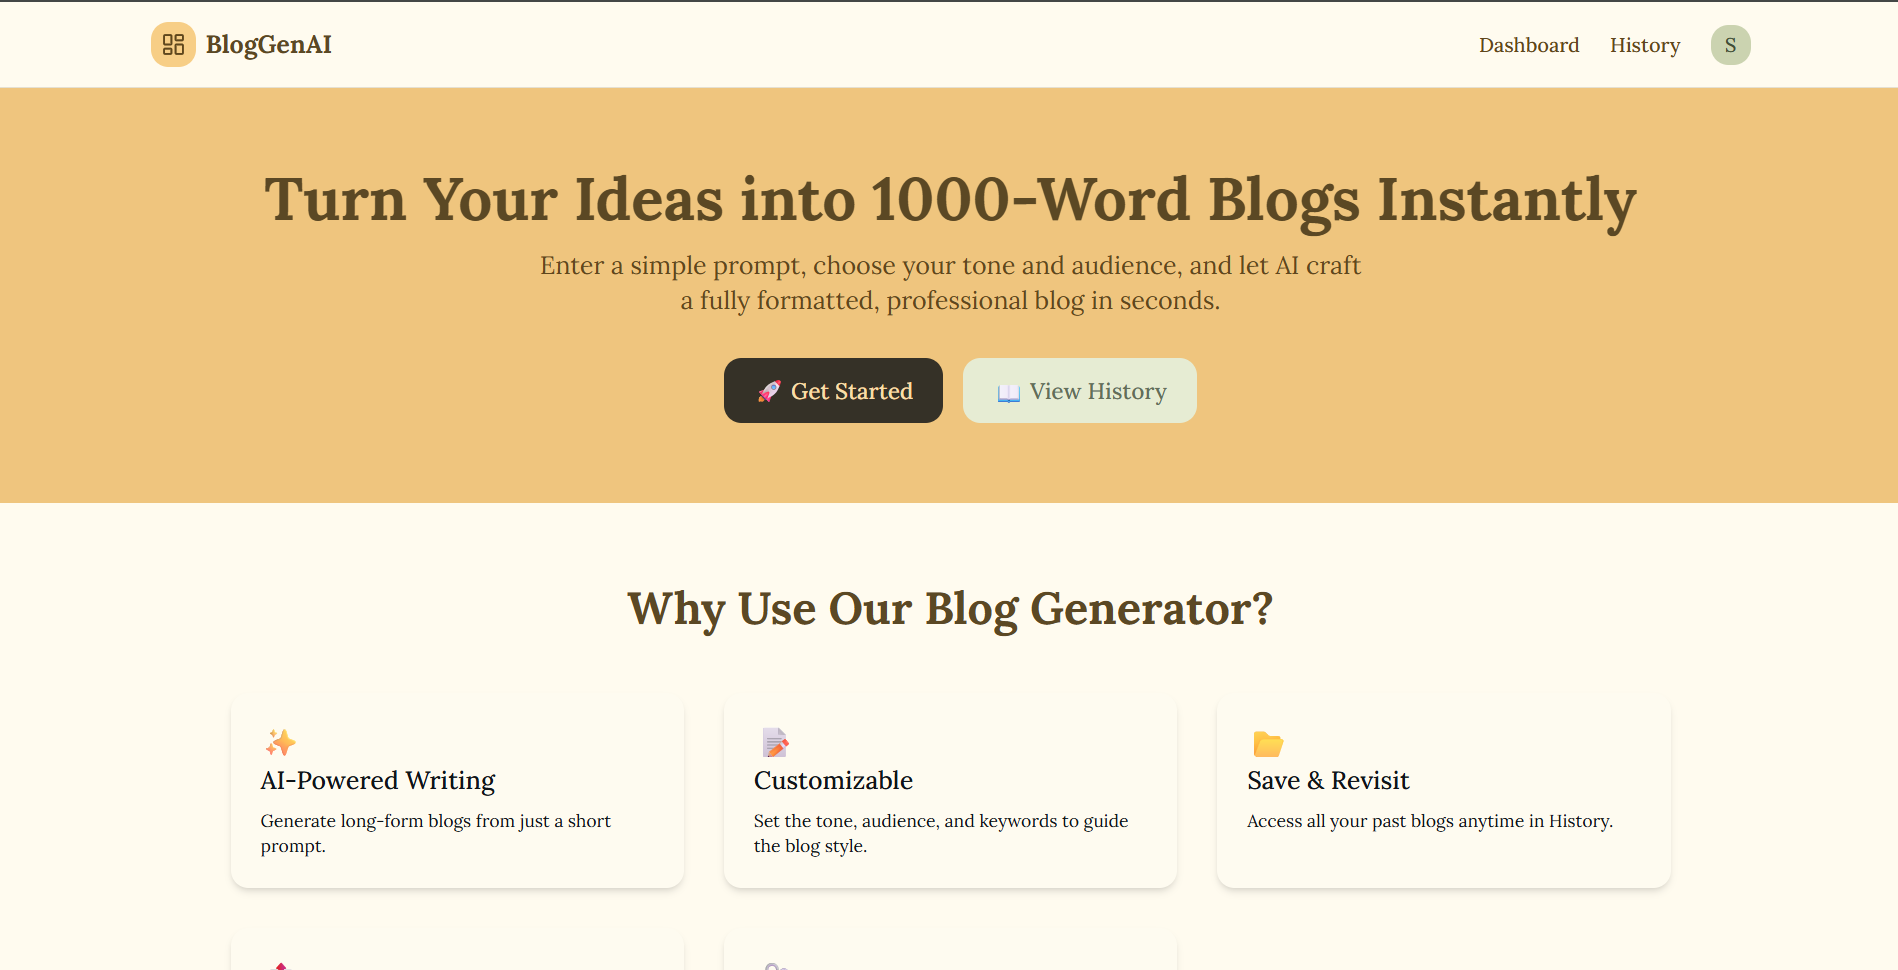 BlogGenAI
Dashboard
History
S
Turn Your Ideas into 1000-Word Blogs Instantly
Enter a simple prompt, choose your tone and audience, and let AI craft
a fully formatted, professional blog in seconds.
🚀 Get Started
📖 View History
Why Use Our Blog Generator?
✨
AI-Powered Writing
Generate long-form blogs from just a short
prompt.
📝
Customizable
Set the tone, audience, and keywords to guide
the blog style.
📂
Save & Revisit
Access all your past blogs anytime in History.